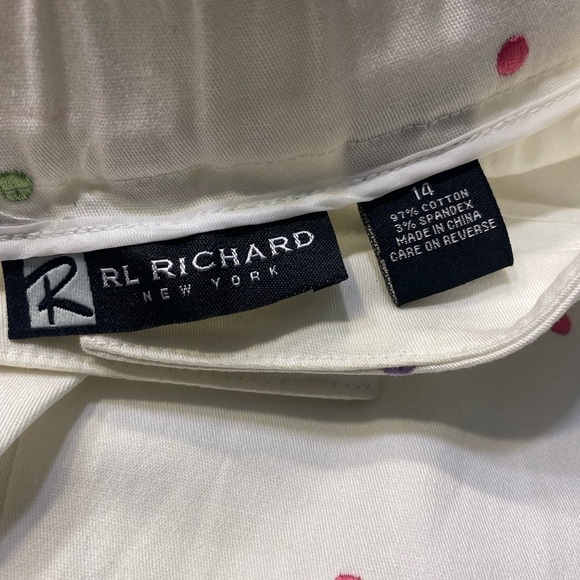 R
RL RICHARD
NEW YORK
14
97% COTTON
3% SPANDEX
MADE IN CHINA
CARE ON REVERSE